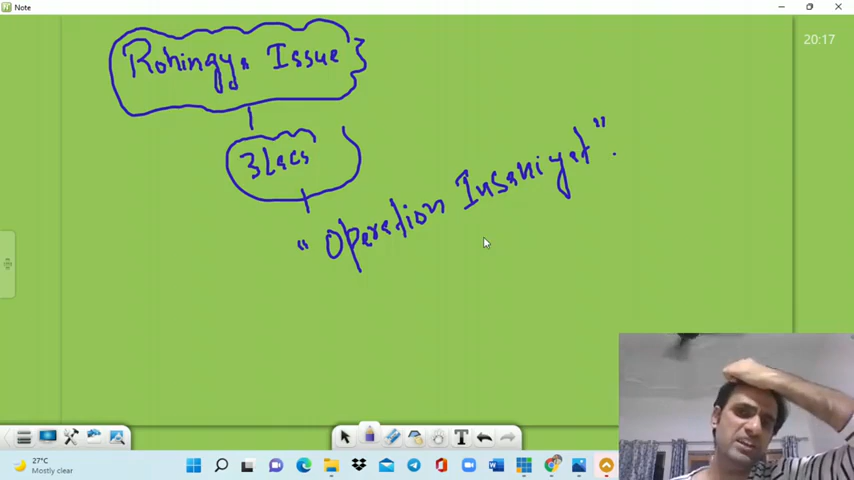 Note
20:17
Rohingya Issue
3Lacs
"Operation Insaniyat".
27°C
Mostly clear